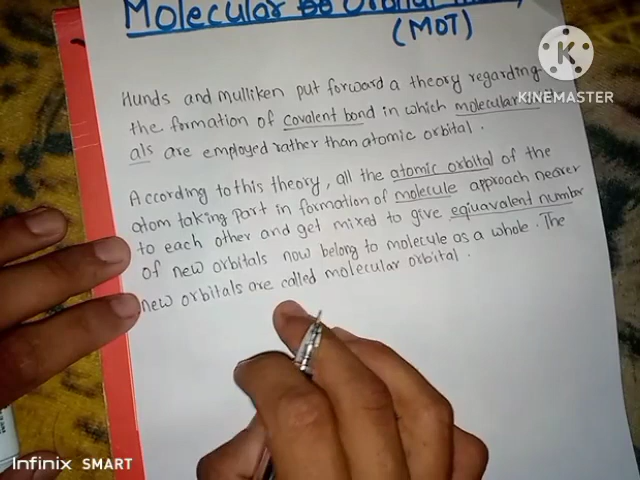 Molecular Orbital
(MOT)
K
KINEMASTER
Hunds and Mulliken put forward a theory regarding
the formation of covalent bond in which molecular
als are employed rather than atomic orbital.
According to this theory, all the atomic orbital of the
atom taking part in formation of molecule approach nearer
to each other and get mixed to give equivavalent number
of new orbitals now belong to molecule as a whole. The
new orbitals are called molecular orbital.
Infinix SMART